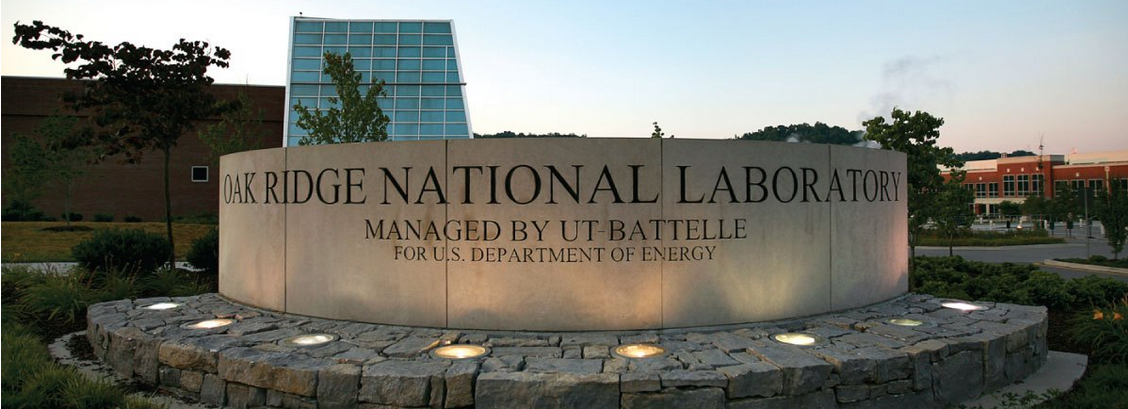 OAK RIDGE NATIONAL LABORATORY
MANAGED BY UT-BATTELLE
FOR U.S. DEPARTMENT OF ENERGY